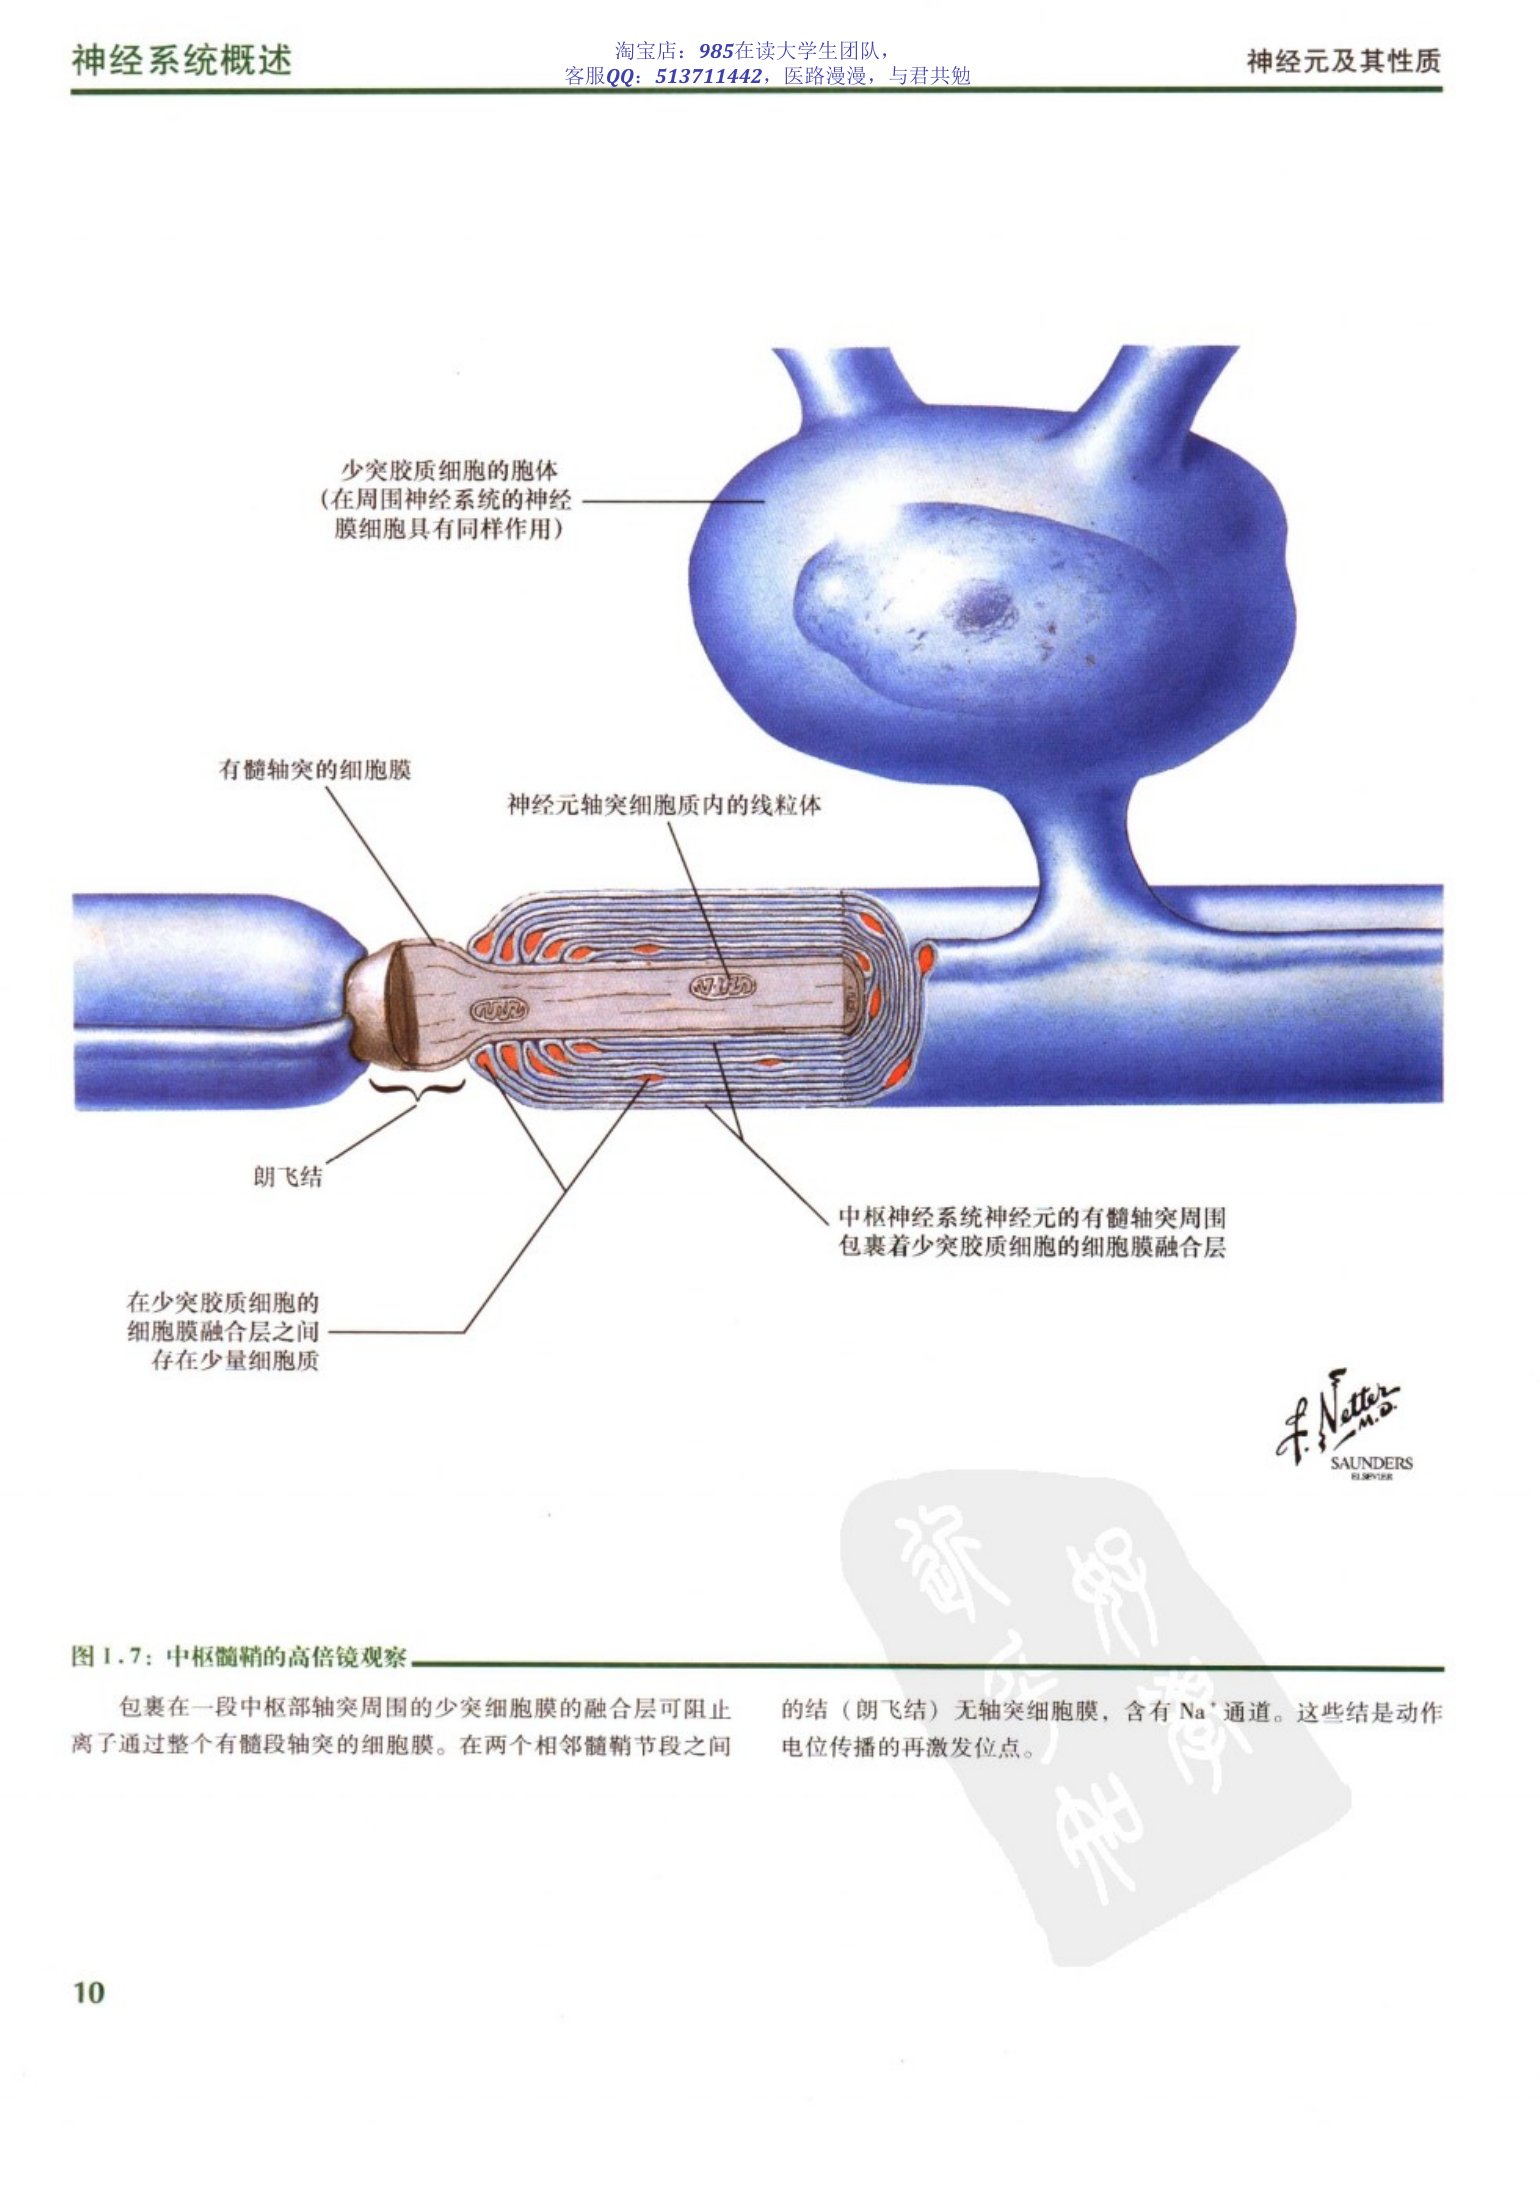 神经系统概述
淘宝店：985在读大学生团队，
客服QQ：513711442，医路漫漫，与君共勉
神经元及其性质
少突胶质细胞的胞体
(在周围神经系统的神经
膜细胞具有同样作用)
有髓轴突的细胞膜
神经元轴突细胞质内的线粒体
朗飞结
中枢神经系统神经元的有髓轴突周围
包裹着少突胶质细胞的细胞膜融合层
在少突胶质细胞的
细胞膜融合层之间
存在少量细胞质
F. Netter
M.D.
SAUNDERS
ELSEVIER
图 I.7：中枢髓鞘的高倍镜观察
包裹在一段中枢部轴突周围的少突细胞膜的融合层可阻止
离子通过整个有髓段轴突的细胞膜。在两个相邻髓鞘节段之间
的结（朗飞结）无轴突细胞膜，含有 Na⁺ 通道。这些结是动作
电位传播的再激发位点。
10